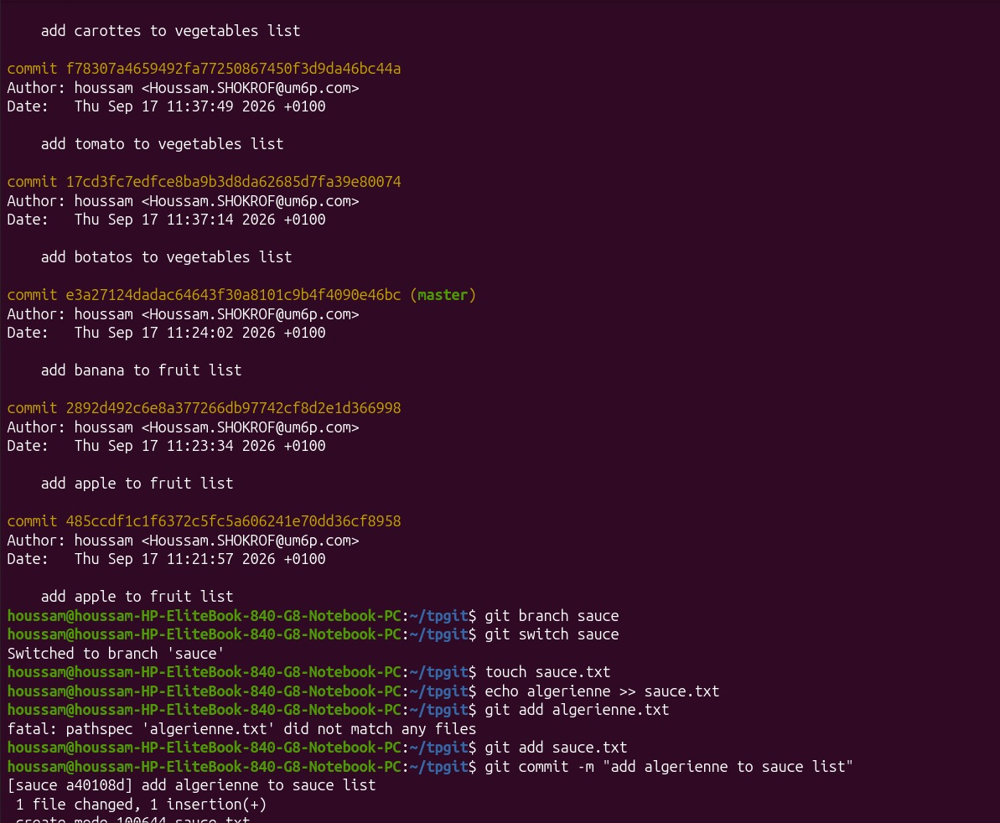 add carottes to vegetables list
commit f78307a4659492fa77250867450f3d9da46bc44a
Author: houssam <Houssam.SHOKROF@um6p.com>
Date:   Thu Sep 17 11:37:49 2026 +0100
add tomato to vegetables list
commit 17cd3fc7edfce8ba9b3d8da62685d7fa39e80074
Author: houssam <Houssam.SHOKROF@um6p.com>
Date:   Thu Sep 17 11:37:14 2026 +0100
add botatos to vegetables list
commit e3a27124dadac64643f30a8101c9b4f4090e46bc (master)
Author: houssam <Houssam.SHOKROF@um6p.com>
Date:   Thu Sep 17 11:24:02 2026 +0100
add banana to fruit list
commit 2892d492c6e8a377266db97742cf8d2e1d366998
Author: houssam <Houssam.SHOKROF@um6p.com>
Date:   Thu Sep 17 11:23:34 2026 +0100
add apple to fruit list
commit 485ccdf1c1f6372c5fc5a606241e70dd36cf8958
Author: houssam <Houssam.SHOKROF@um6p.com>
Date:   Thu Sep 17 11:21:57 2026 +0100
add apple to fruit list
houssam@houssam-HP-EliteBook-840-G8-Notebook-PC:~/tpgit$ git branch sauce
houssam@houssam-HP-EliteBook-840-G8-Notebook-PC:~/tpgit$ git switch sauce
Switched to branch 'sauce'
houssam@houssam-HP-EliteBook-840-G8-Notebook-PC:~/tpgit$ touch sauce.txt
houssam@houssam-HP-EliteBook-840-G8-Notebook-PC:~/tpgit$ echo algerienne >> sauce.txt
houssam@houssam-HP-EliteBook-840-G8-Notebook-PC:~/tpgit$ git add algerienne.txt
fatal: pathspec 'algerienne.txt' did not match any files
houssam@houssam-HP-EliteBook-840-G8-Notebook-PC:~/tpgit$ git add sauce.txt
houssam@houssam-HP-EliteBook-840-G8-Notebook-PC:~/tpgit$ git commit -m "add algerienne to sauce list"
[sauce a40108d] add algerienne to sauce list
1 file changed, 1 insertion(+)
create mode 100644 sauce.txt